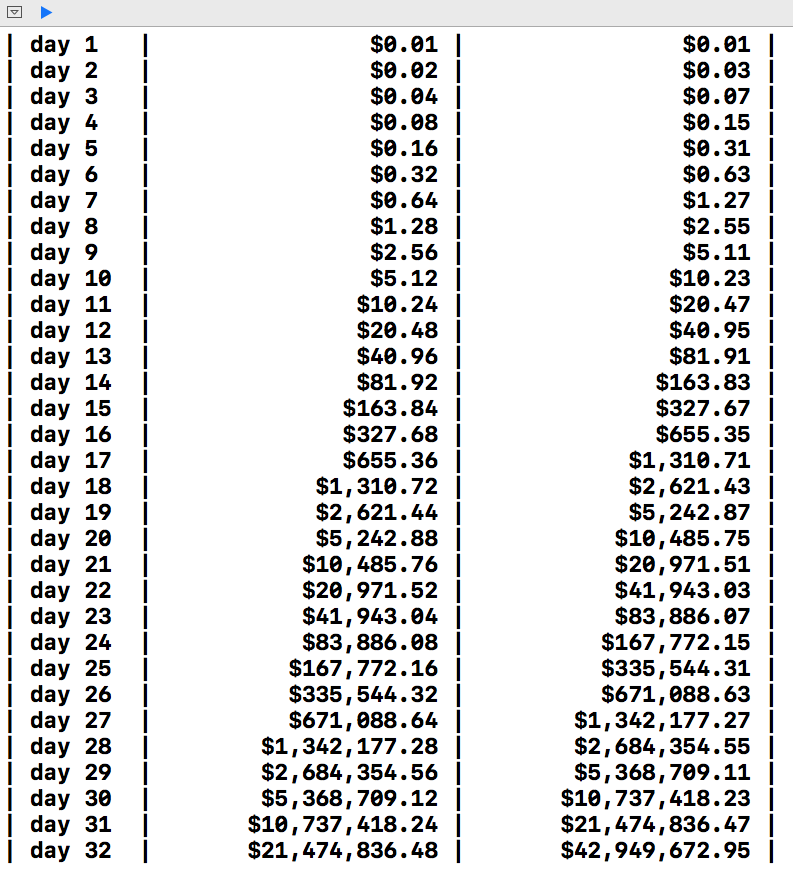 | day 1 | $0.01 | $0.01 |
| day 2 | $0.02 | $0.03 |
| day 3 | $0.04 | $0.07 |
| day 4 | $0.08 | $0.15 |
| day 5 | $0.16 | $0.31 |
| day 6 | $0.32 | $0.63 |
| day 7 | $0.64 | $1.27 |
| day 8 | $1.28 | $2.55 |
| day 9 | $2.56 | $5.11 |
| day 10 | $5.12 | $10.23 |
| day 11 | $10.24 | $20.47 |
| day 12 | $20.48 | $40.95 |
| day 13 | $40.96 | $81.91 |
| day 14 | $81.92 | $163.83 |
| day 15 | $163.84 | $327.67 |
| day 16 | $327.68 | $655.35 |
| day 17 | $655.36 | $1,310.71 |
| day 18 | $1,310.72 | $2,621.43 |
| day 19 | $2,621.44 | $5,242.87 |
| day 20 | $5,242.88 | $10,485.75 |
| day 21 | $10,485.76 | $20,971.51 |
| day 22 | $20,971.52 | $41,943.03 |
| day 23 | $41,943.04 | $83,886.07 |
| day 24 | $83,886.08 | $167,772.15 |
| day 25 | $167,772.16 | $335,544.31 |
| day 26 | $335,544.32 | $671,088.63 |
| day 27 | $671,088.64 | $1,342,177.27 |
| day 28 | $1,342,177.28 | $2,684,354.55 |
| day 29 | $2,684,354.56 | $5,368,709.11 |
| day 30 | $5,368,709.12 | $10,737,418.23 |
| day 31 | $10,737,418.24 | $21,474,836.47 |
| day 32 | $21,474,836.48 | $42,949,672.95 |